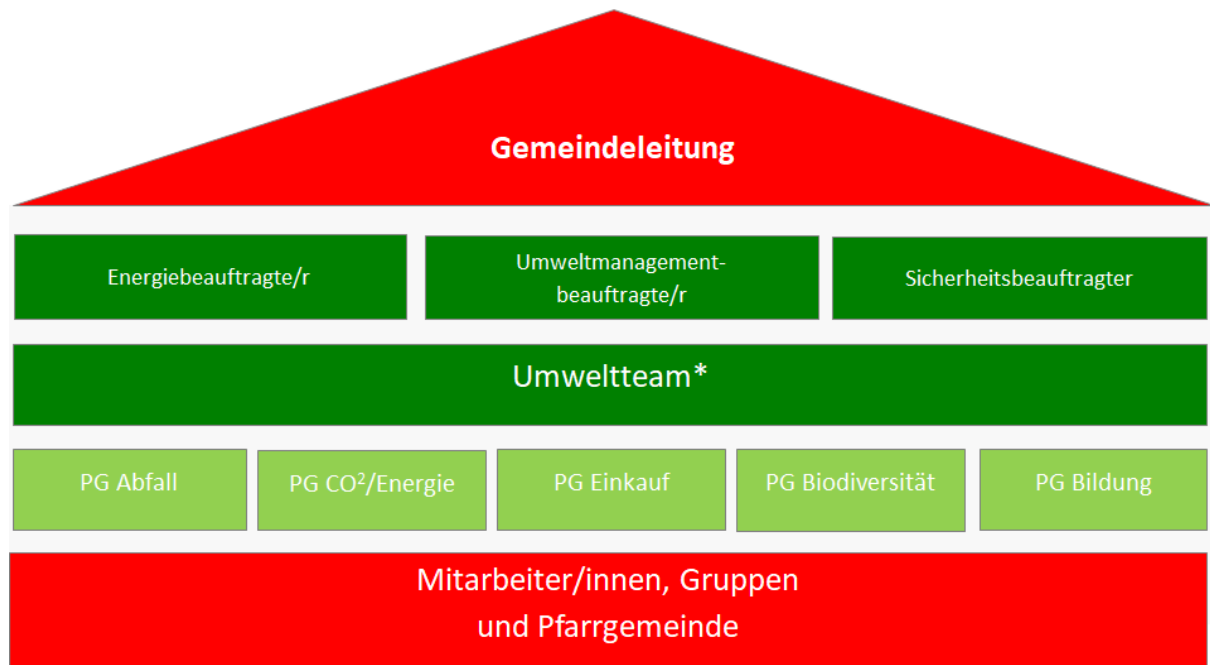 Gemeindeleitung
Energiebeauftragte/r
Umweltmanagement-
beauftragte/r
Sicherheitsbeauftragter
Umweltteam*
PG Abfall
PG CO²/Energie
PG Einkauf
PG Biodiversität
PG Bildung
Mitarbeiter/innen, Gruppen
und Pfarrgemeinde